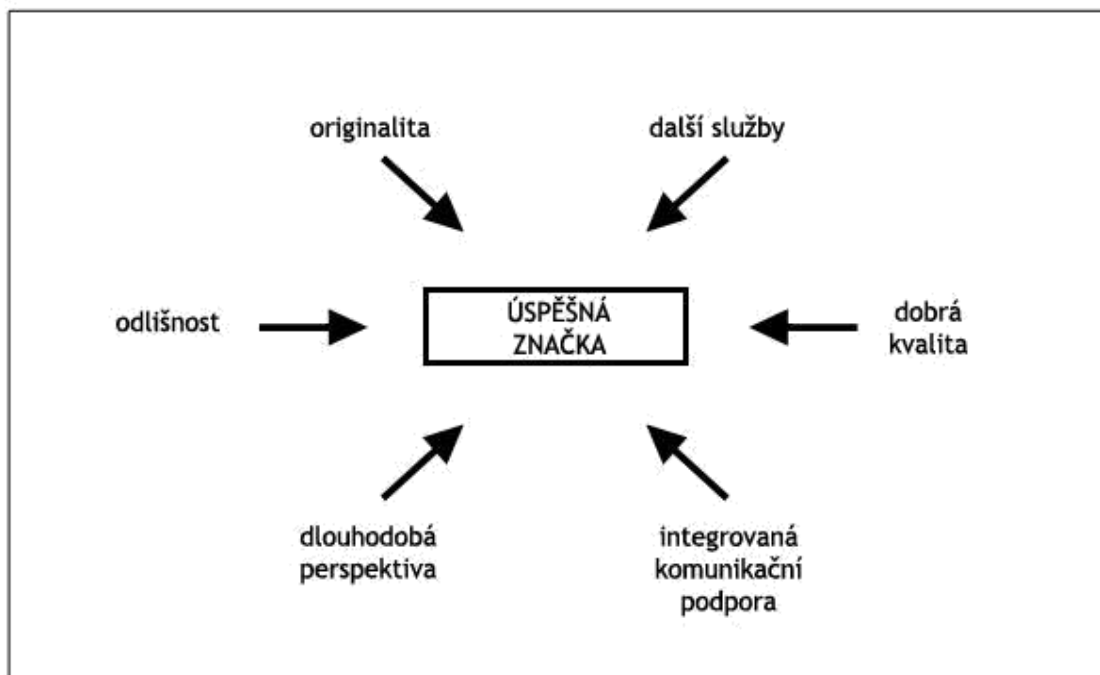 originalita
další služby
odlišnost
ÚSPĚŠNÁ
ZNAČKA
dobrá
kvalita
dlouhodobá
perspektiva
integrovaná
komunikační
podpora